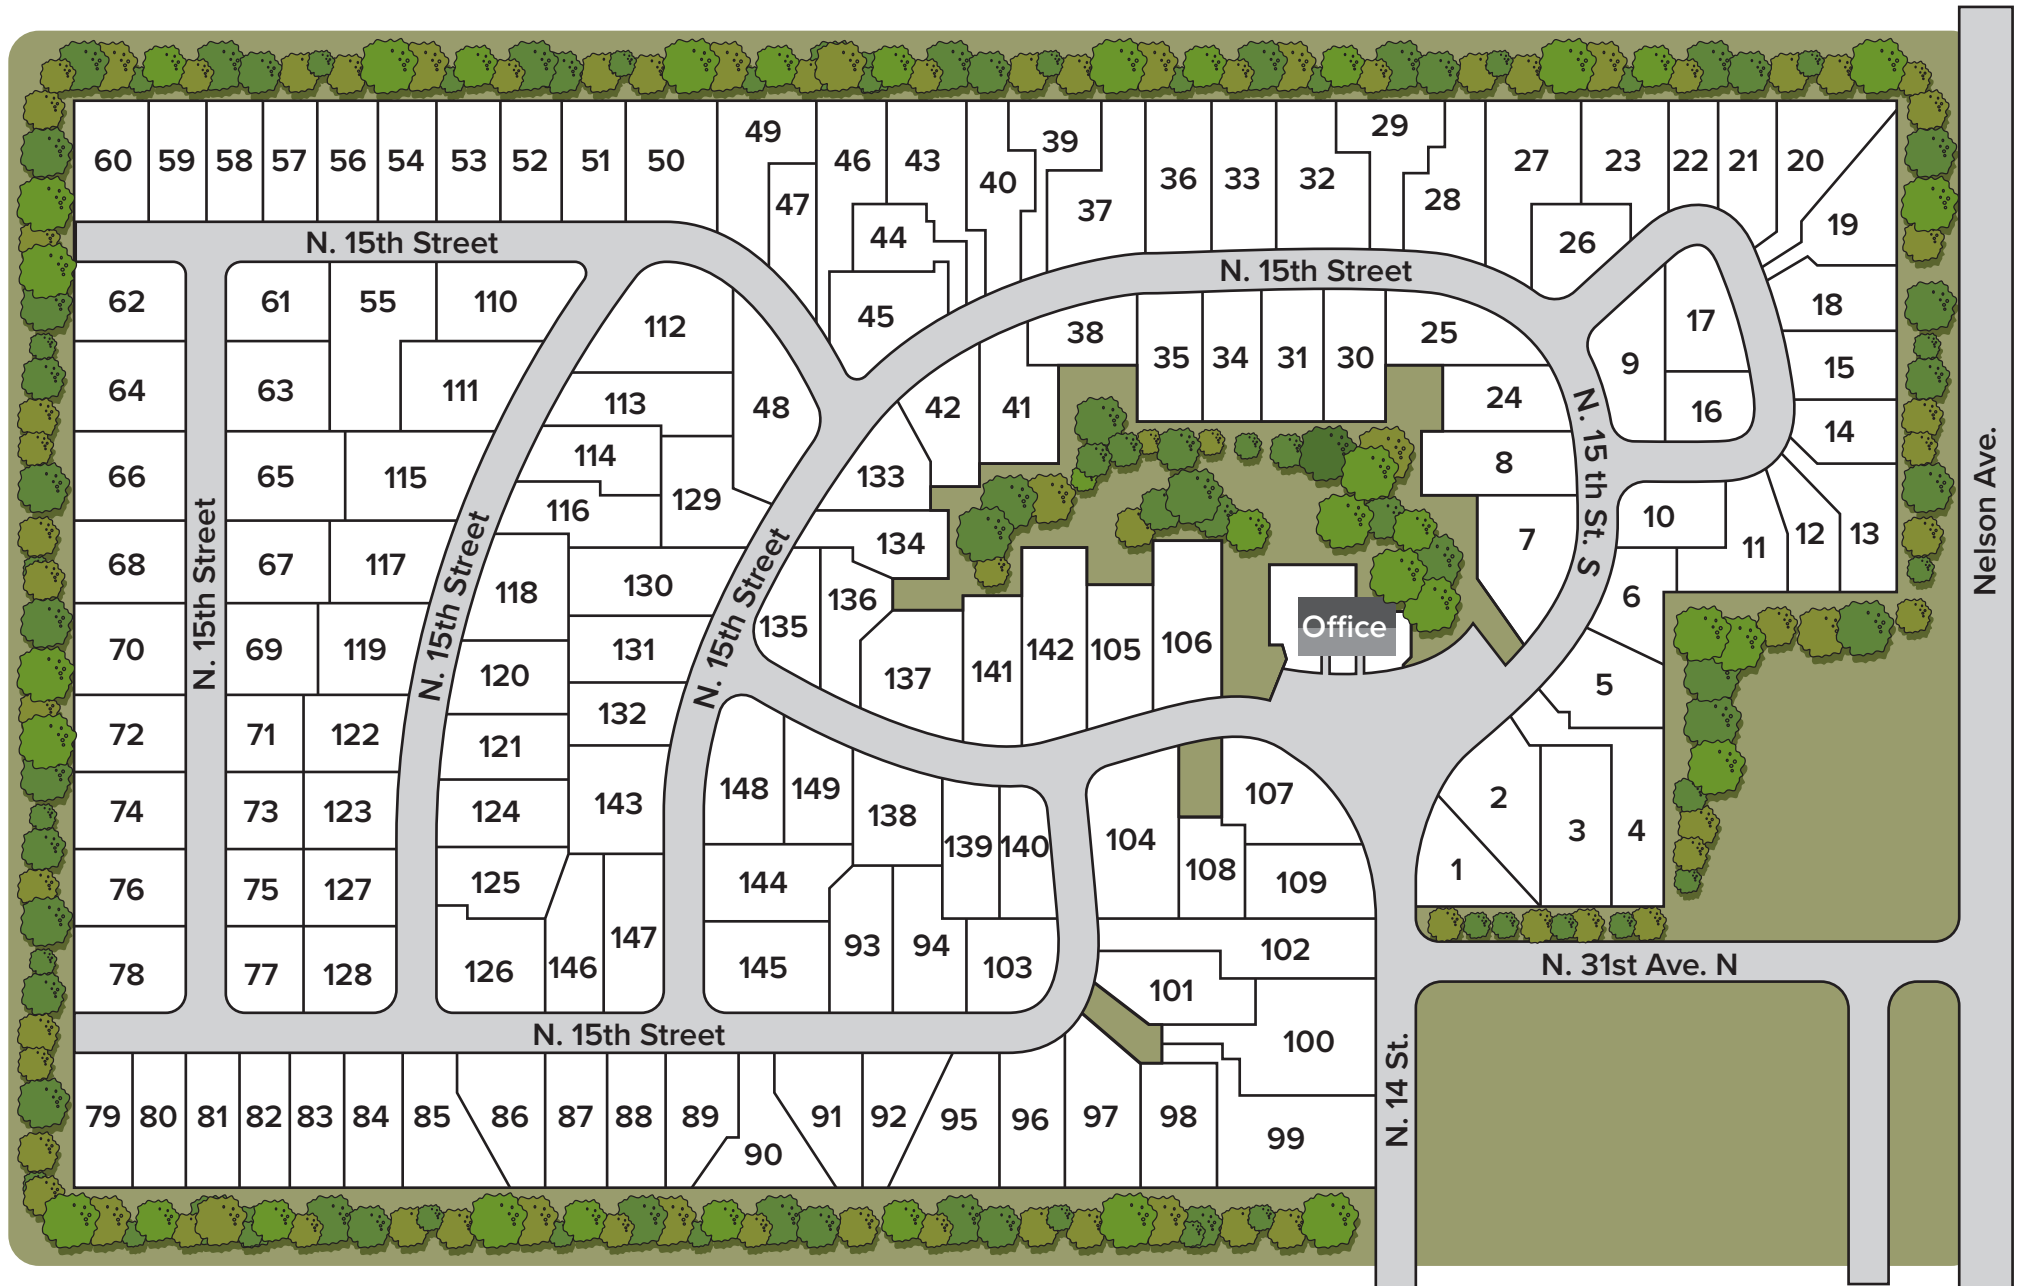 60 59 58 57 56 54 53 52 51 50 49 47 46 43 44 45 40 39 37 36 33 32 29 28 27 26 23 22 21 20 19
N. 15th Street
N. 15th Street
62 61 55 110 112 38 35 34 31 30 25 17 18
64 63 111 113 48 42 41 24 9 16 15 14
66 65 115 114 116 129 133 8 10 11 12 13
N. 15th St. S
Nelson Ave.
68 67 117 118 130 134 136 7 6
N. 15th Street
N. 15th Street
N. 15th Street
70 69 119 120 131 135 137 141 142 105 106
Office
5
72 71 122 121 132
74 73 123 124 143 148 149 138 139 140 104 107 2 3 4
76 75 127 125 144 108 109 1
78 77 128 126 146 147 145 93 94 103 102
N. 31st Ave. N
101
100
N. 15th Street
N. 14 St.
79 80 81 82 83 84 85 86 87 88 89 90 91 92 95 96 97 98 99